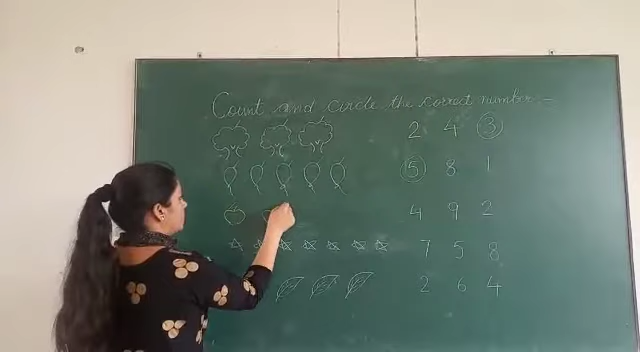 Count and circle the correct number :-
2 4 3
5 8 1
4 9 2
7 5 8
2 6 4